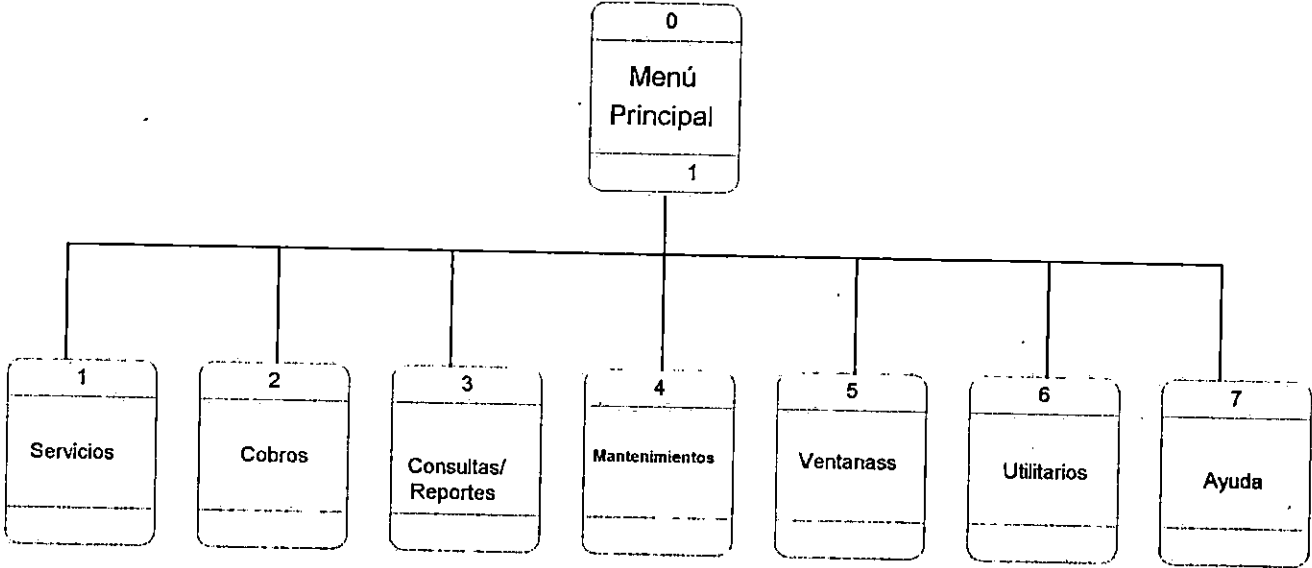 0
Menú
Principal
1
1
Servicios
2
Cobros
3
Consultas/
Reportes
4
Mantenimientos
5
Ventanass
6
Utilitarios
7
Ayuda